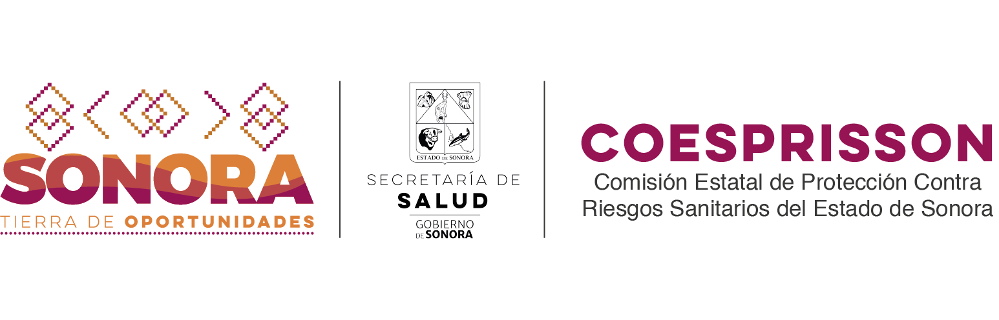 SONORA
TIERRA DE OPORTUNIDADES
ESTADO DE SONORA
SECRETARÍA DE
SALUD
GOBIERNO
DE SONORA
COESPRISSON
Comisión Estatal de Protección Contra
Riesgos Sanitarios del Estado de Sonora